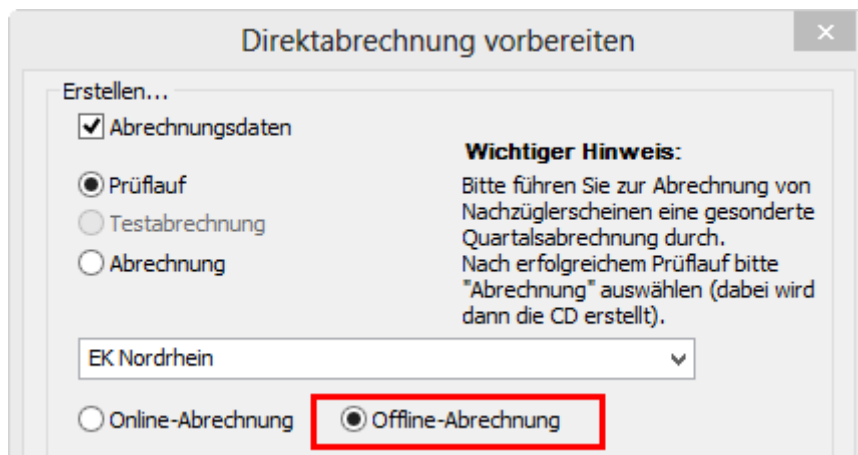 Direktabrechnung vorbereiten
Erstellen...
Abrechnungsdaten
Prüflauf
Testabrechnung
Abrechnung
Wichtiger Hinweis:
Bitte führen Sie zur Abrechnung von
Nachzüglerscheinen eine gesonderte
Quartalsabrechnung durch.
Nach erfolgreichem Prüflauf bitte
"Abrechnung" auswählen (dabei wird
dann die CD erstellt).
EK Nordrhein
Online-Abrechnung Offline-Abrechnung